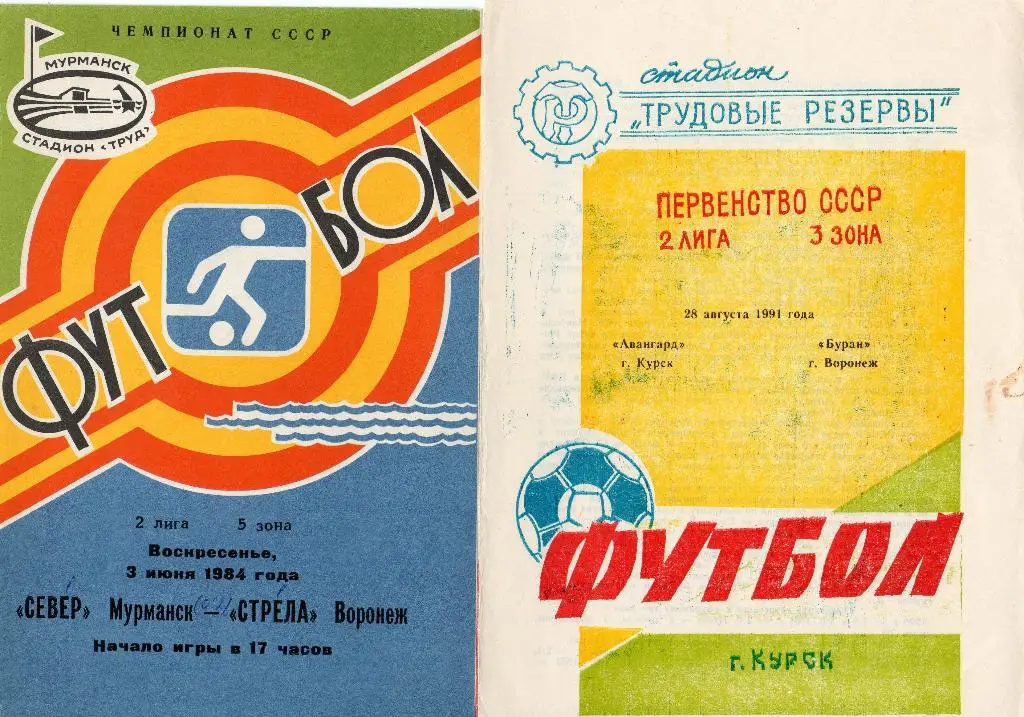 ЧЕМПИОНАТ СССР
МУРМАНСК
СТАДИОН «ТРУД»
ФУТБОЛ
2 лига 5 зона
Воскресенье,
3 июня 1984 года
«СЕВЕР» Мурманск — «СТРЕЛА» Воронеж
Начало игры в 17 часов
стадион
„ТРУДОВЫЕ РЕЗЕРВЫ"
ТР
ПЕРВЕНСТВО СССР
2 ЛИГА 3 ЗОНА
28 августа 1991 года
«Авангард» «Буран»
г. Курск г. Воронеж
ФУТБОЛ
г. КУРСК